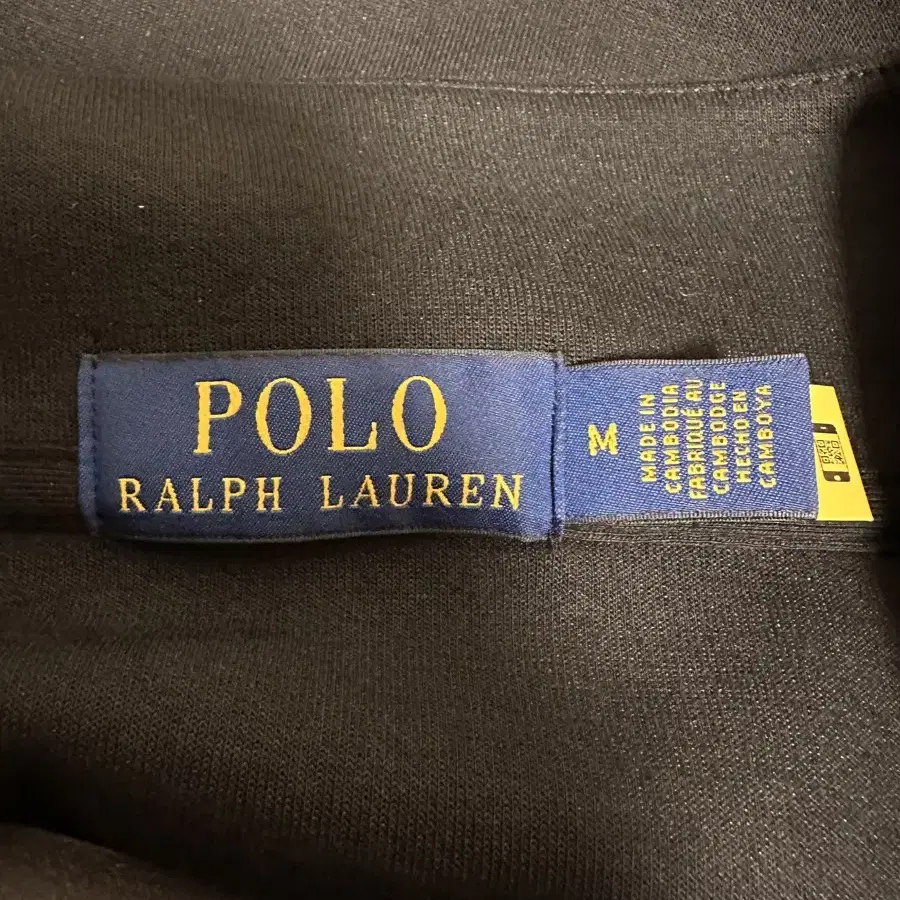 POLO
RALPH LAUREN
M
MADE IN
CAMBODIA
FABRIQUÉ AU
CAMBODGE
HECHO EN
CAMBOYA